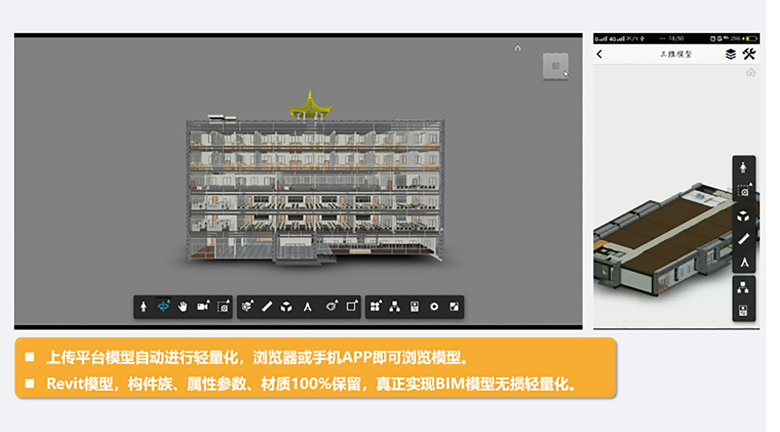 前
三维模型
上传平台模型自动进行轻量化，浏览器或手机APP即可浏览模型。
Revit模型，构件族、属性参数、材质100%保留，真正实现BIM模型无损轻量化。